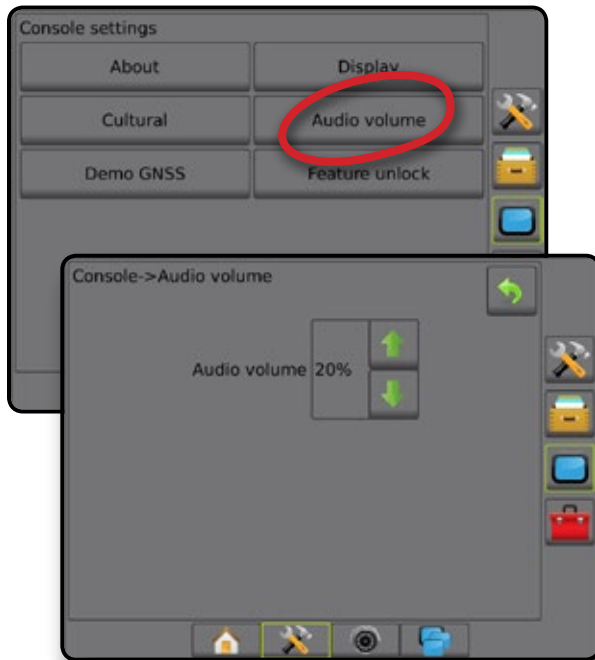 Console settings
About
Display
Cultural
Audio volume
Demo GNSS
Feature unlock
Console->Audio volume
Audio volume 20%